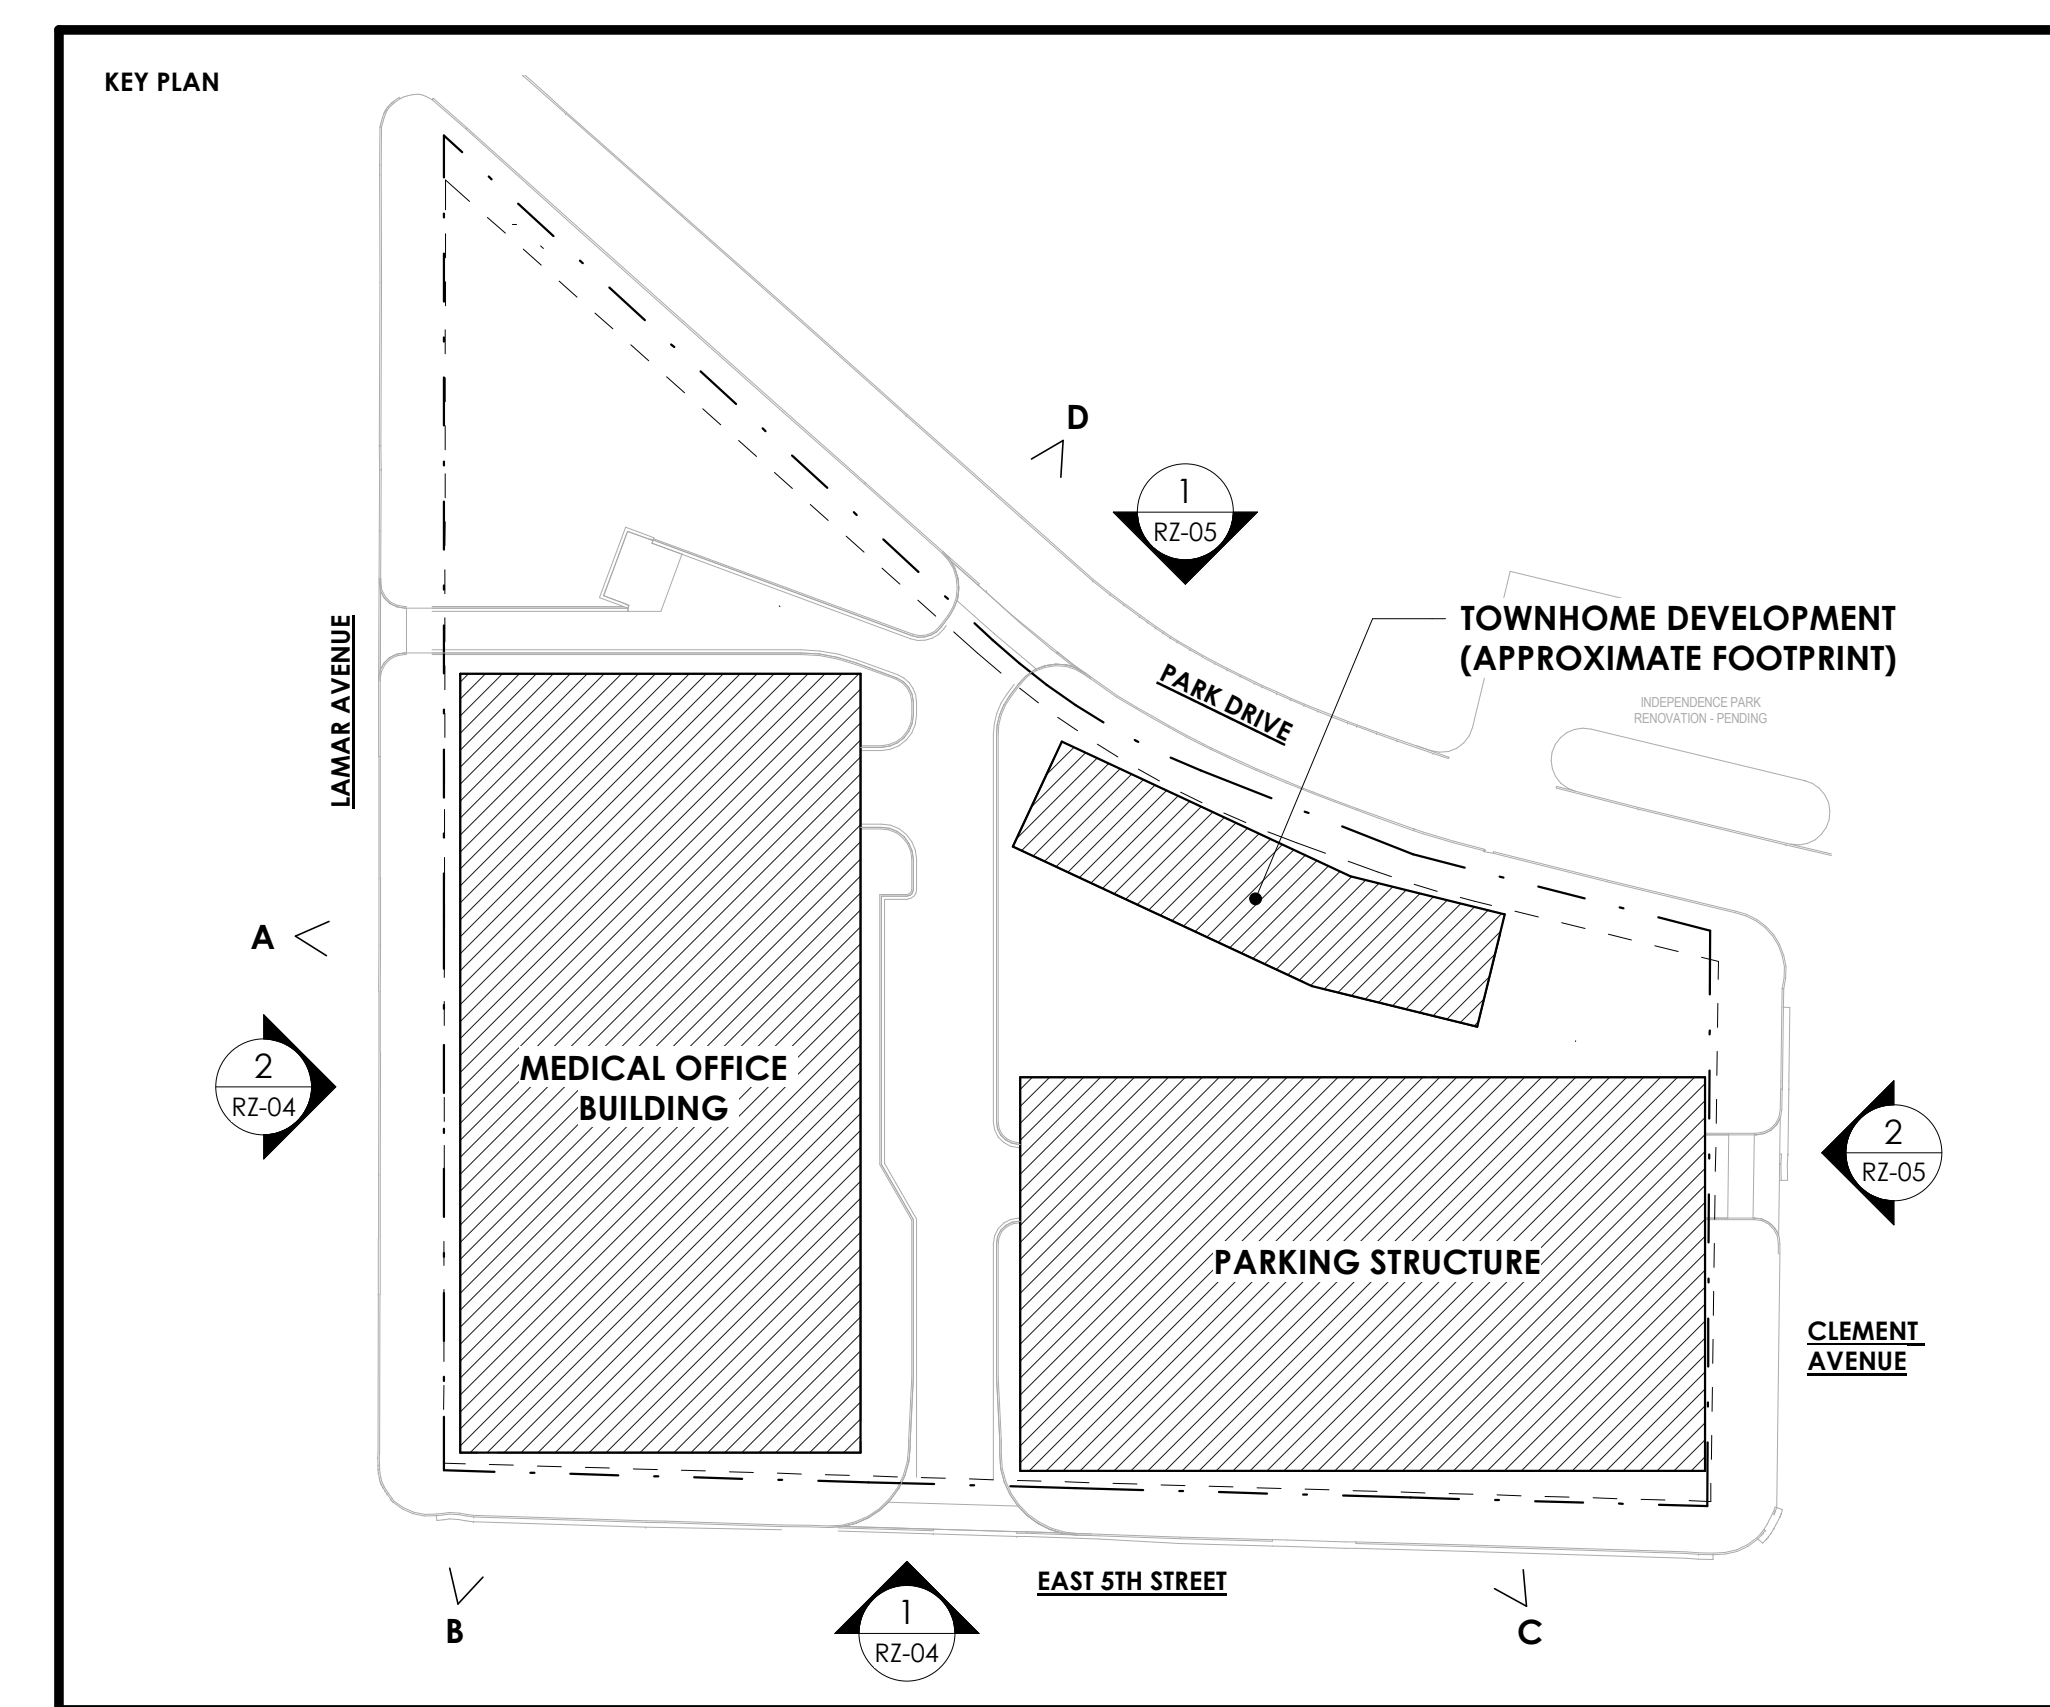 KEY PLAN
D
1
RZ-05
TOWNHOME DEVELOPMENT
(APPROXIMATE FOOTPRINT)
INDEPENDENCE PARK
RENOVATION - PENDING
PARK DRIVE
LAMAR AVENUE
A
2
RZ-04
MEDICAL OFFICE
BUILDING
2
RZ-05
PARKING STRUCTURE
CLEMENT
AVENUE
EAST 5TH STREET
B
1
RZ-04
C